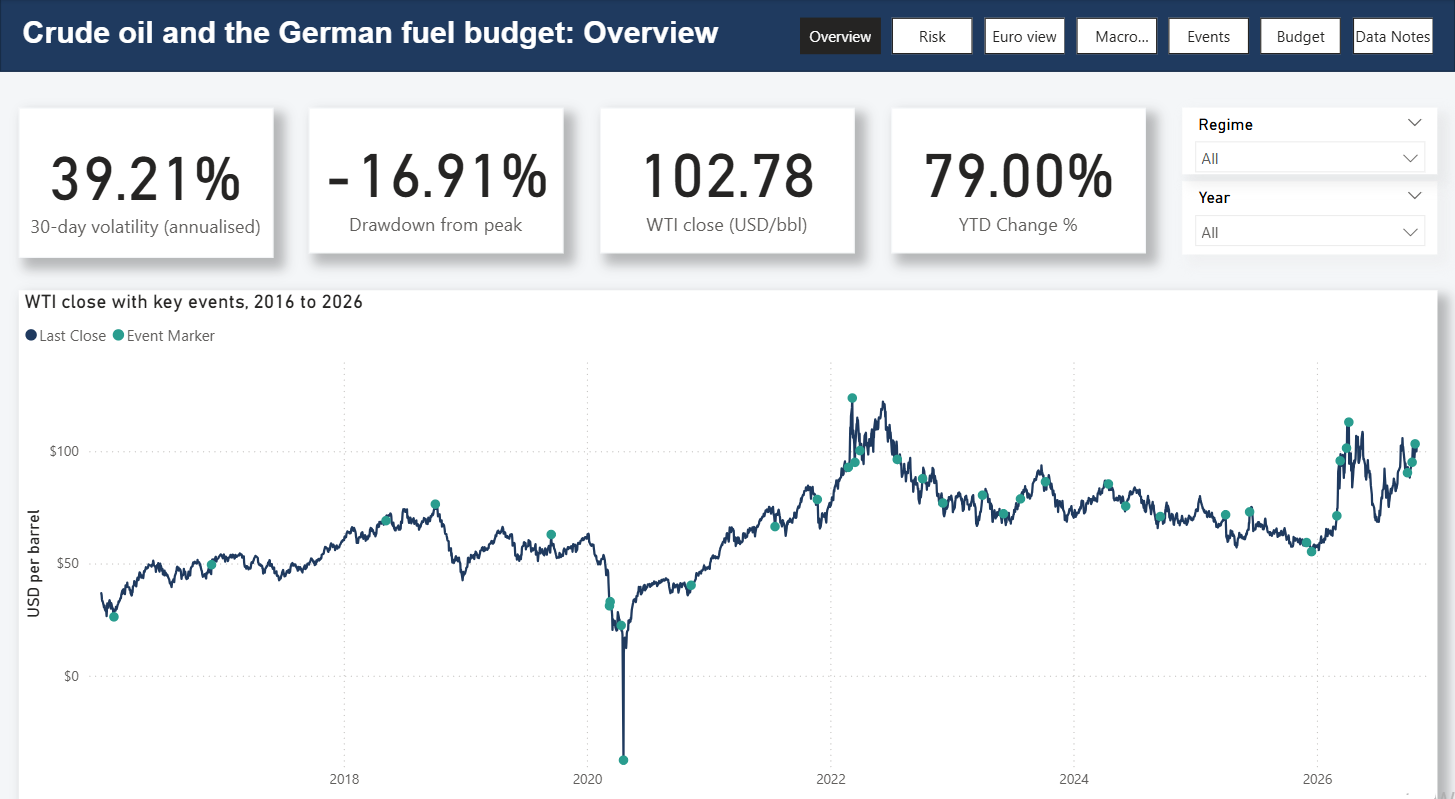 Crude oil and the German fuel budget: Overview
Overview
Risk
Euro view
Macro...
Events
Budget
Data Notes
39.21%
30-day volatility (annualised)
-16.91%
Drawdown from peak
102.78
WTI close (USD/bbl)
79.00%
YTD Change %
Regime
All
Year
All
WTI close with key events, 2016 to 2026
Last Close
Event Marker
USD per barrel
$100
$50
$0
2018
2020
2022
2024
2026